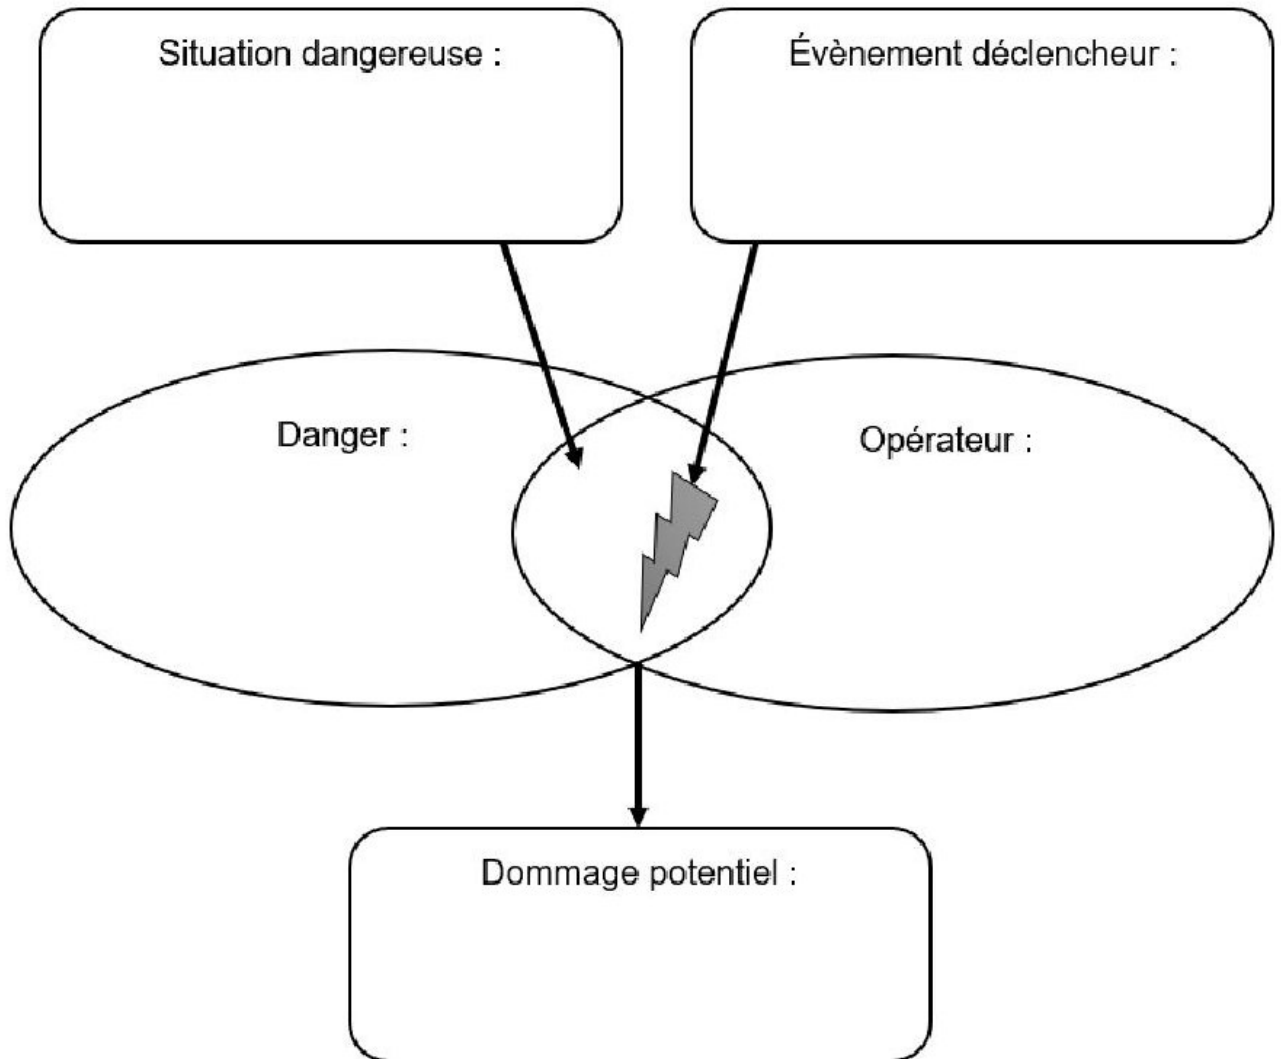 Situation dangereuse :
Évènement déclencheur :
Danger :
Opérateur :
Dommage potentiel :